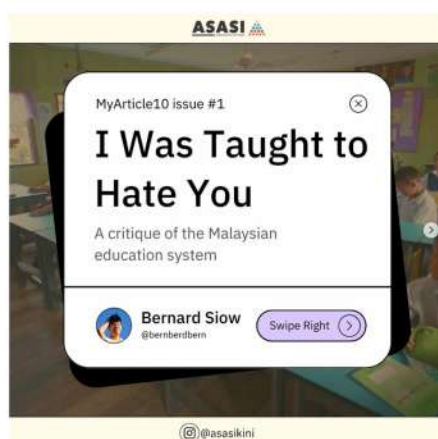 ASASI
MyArticle10 issue #1
I Was Taught to
Hate You
A critique of the Malaysian
education system
Bernard Siow
@bernberdbern
Swipe Right
@asasikini